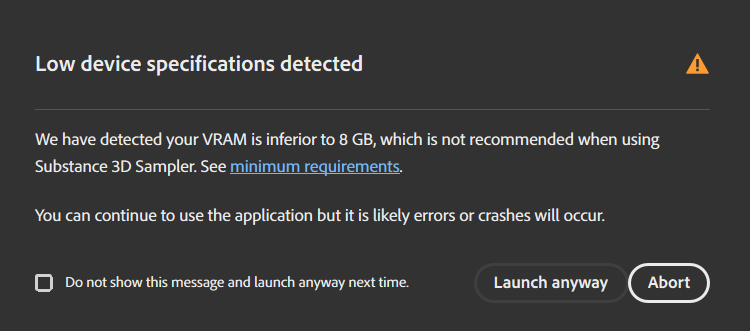 Low device specifications detected
We have detected your VRAM is inferior to 8 GB, which is not recommended when using
Substance 3D Sampler. See minimum requirements.
You can continue to use the application but it is likely errors or crashes will occur.
Do not show this message and launch anyway next time.
Launch anyway
Abort